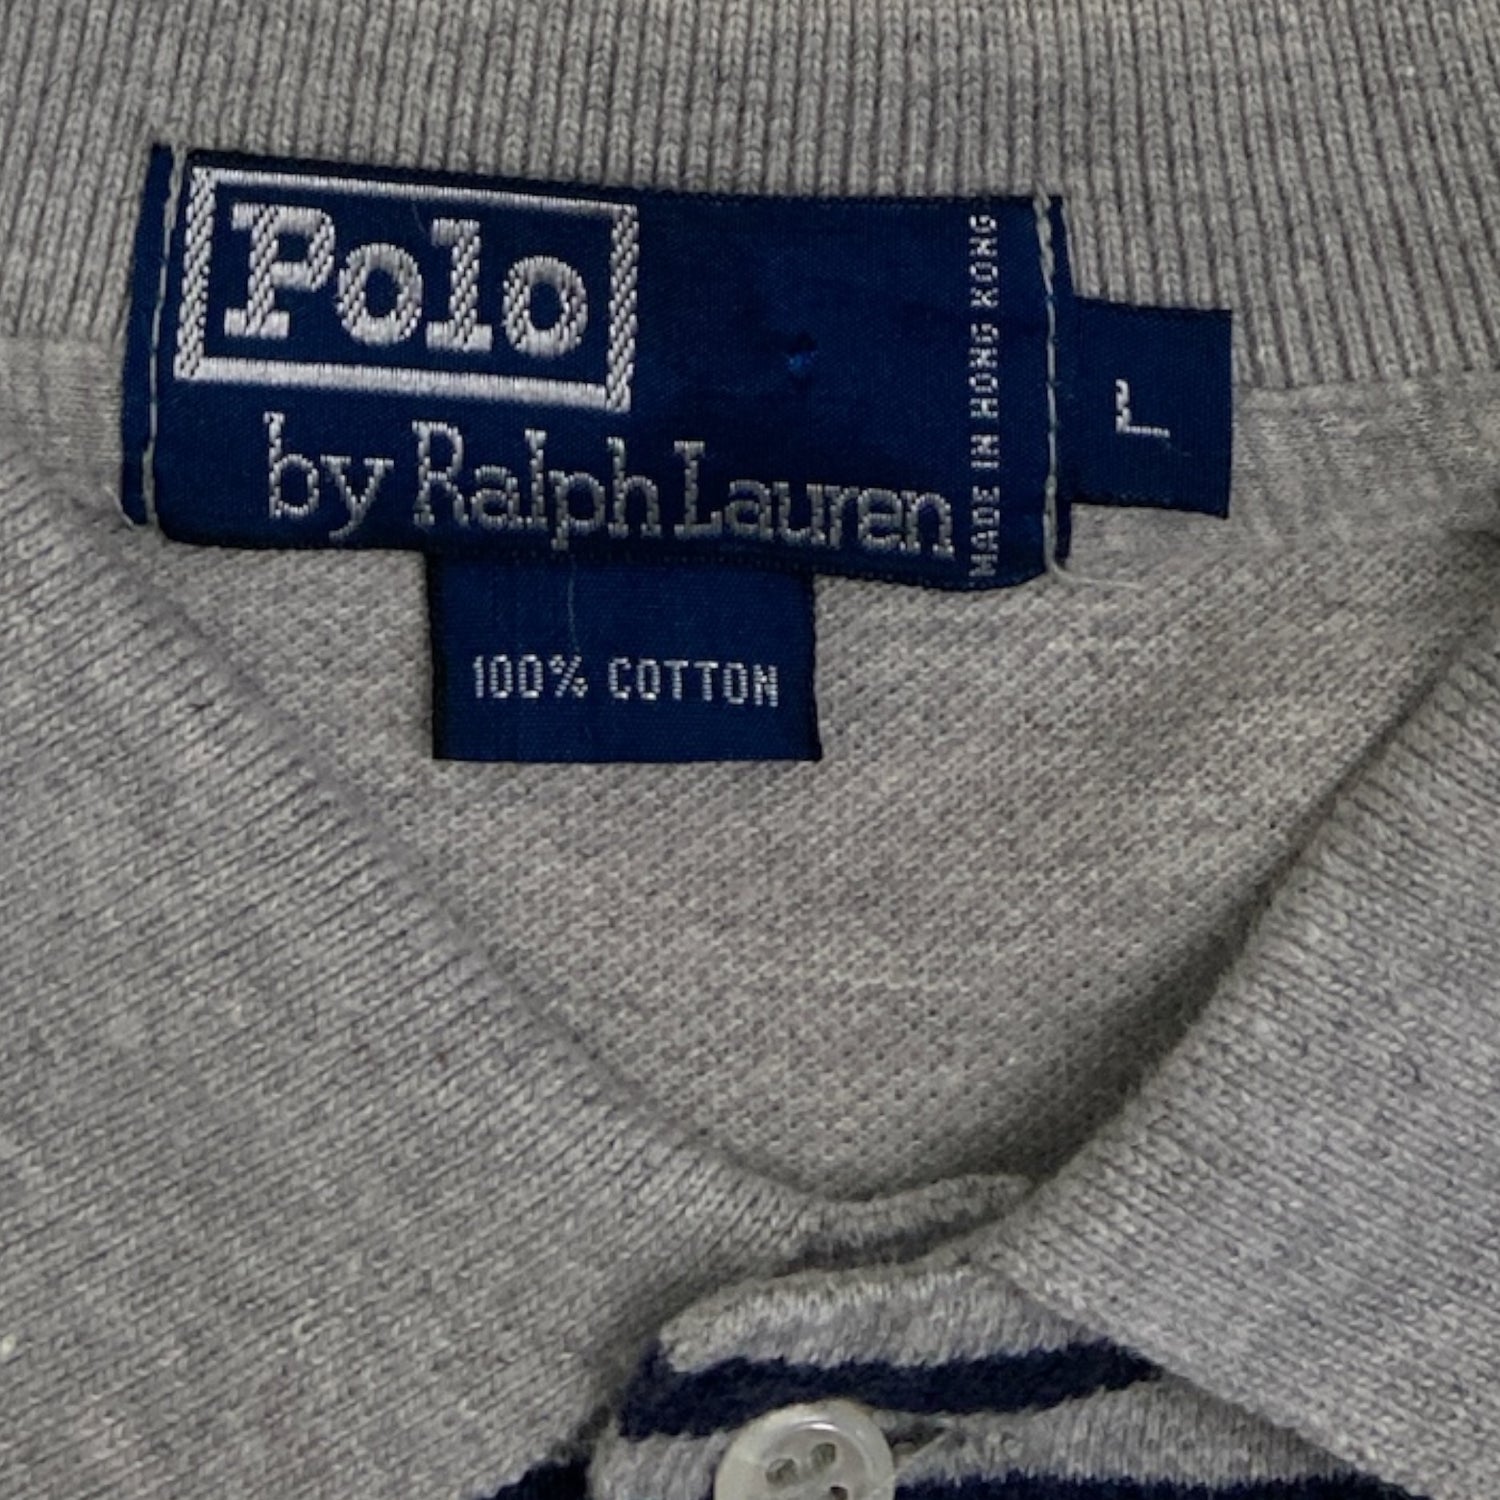 Polo
by Ralph Lauren
MADE IN HONG KONG
L
100% COTTON